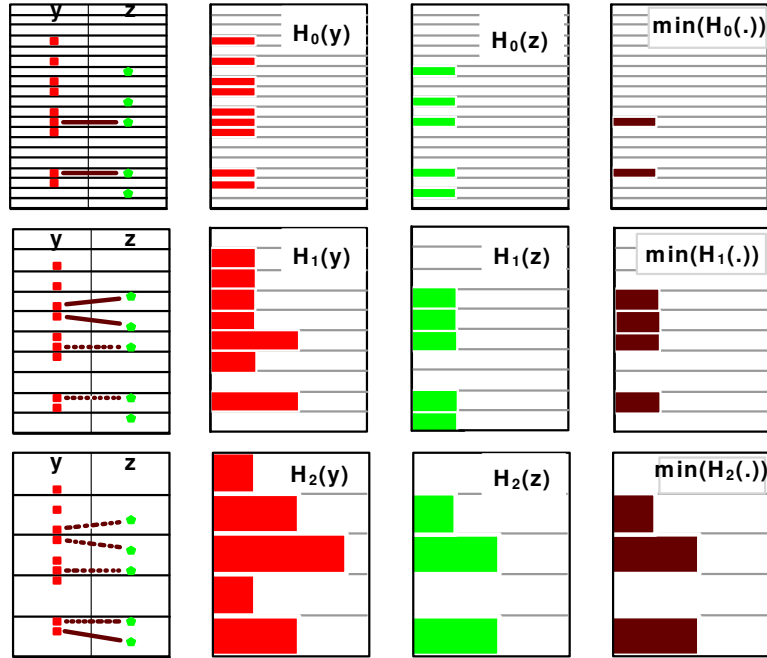 y z H₀(y) H₀(z) min(H₀(.))
y z H₁(y) H₁(z) min(H₁(.))
y z H₂(y) H₂(z) min(H₂(.))